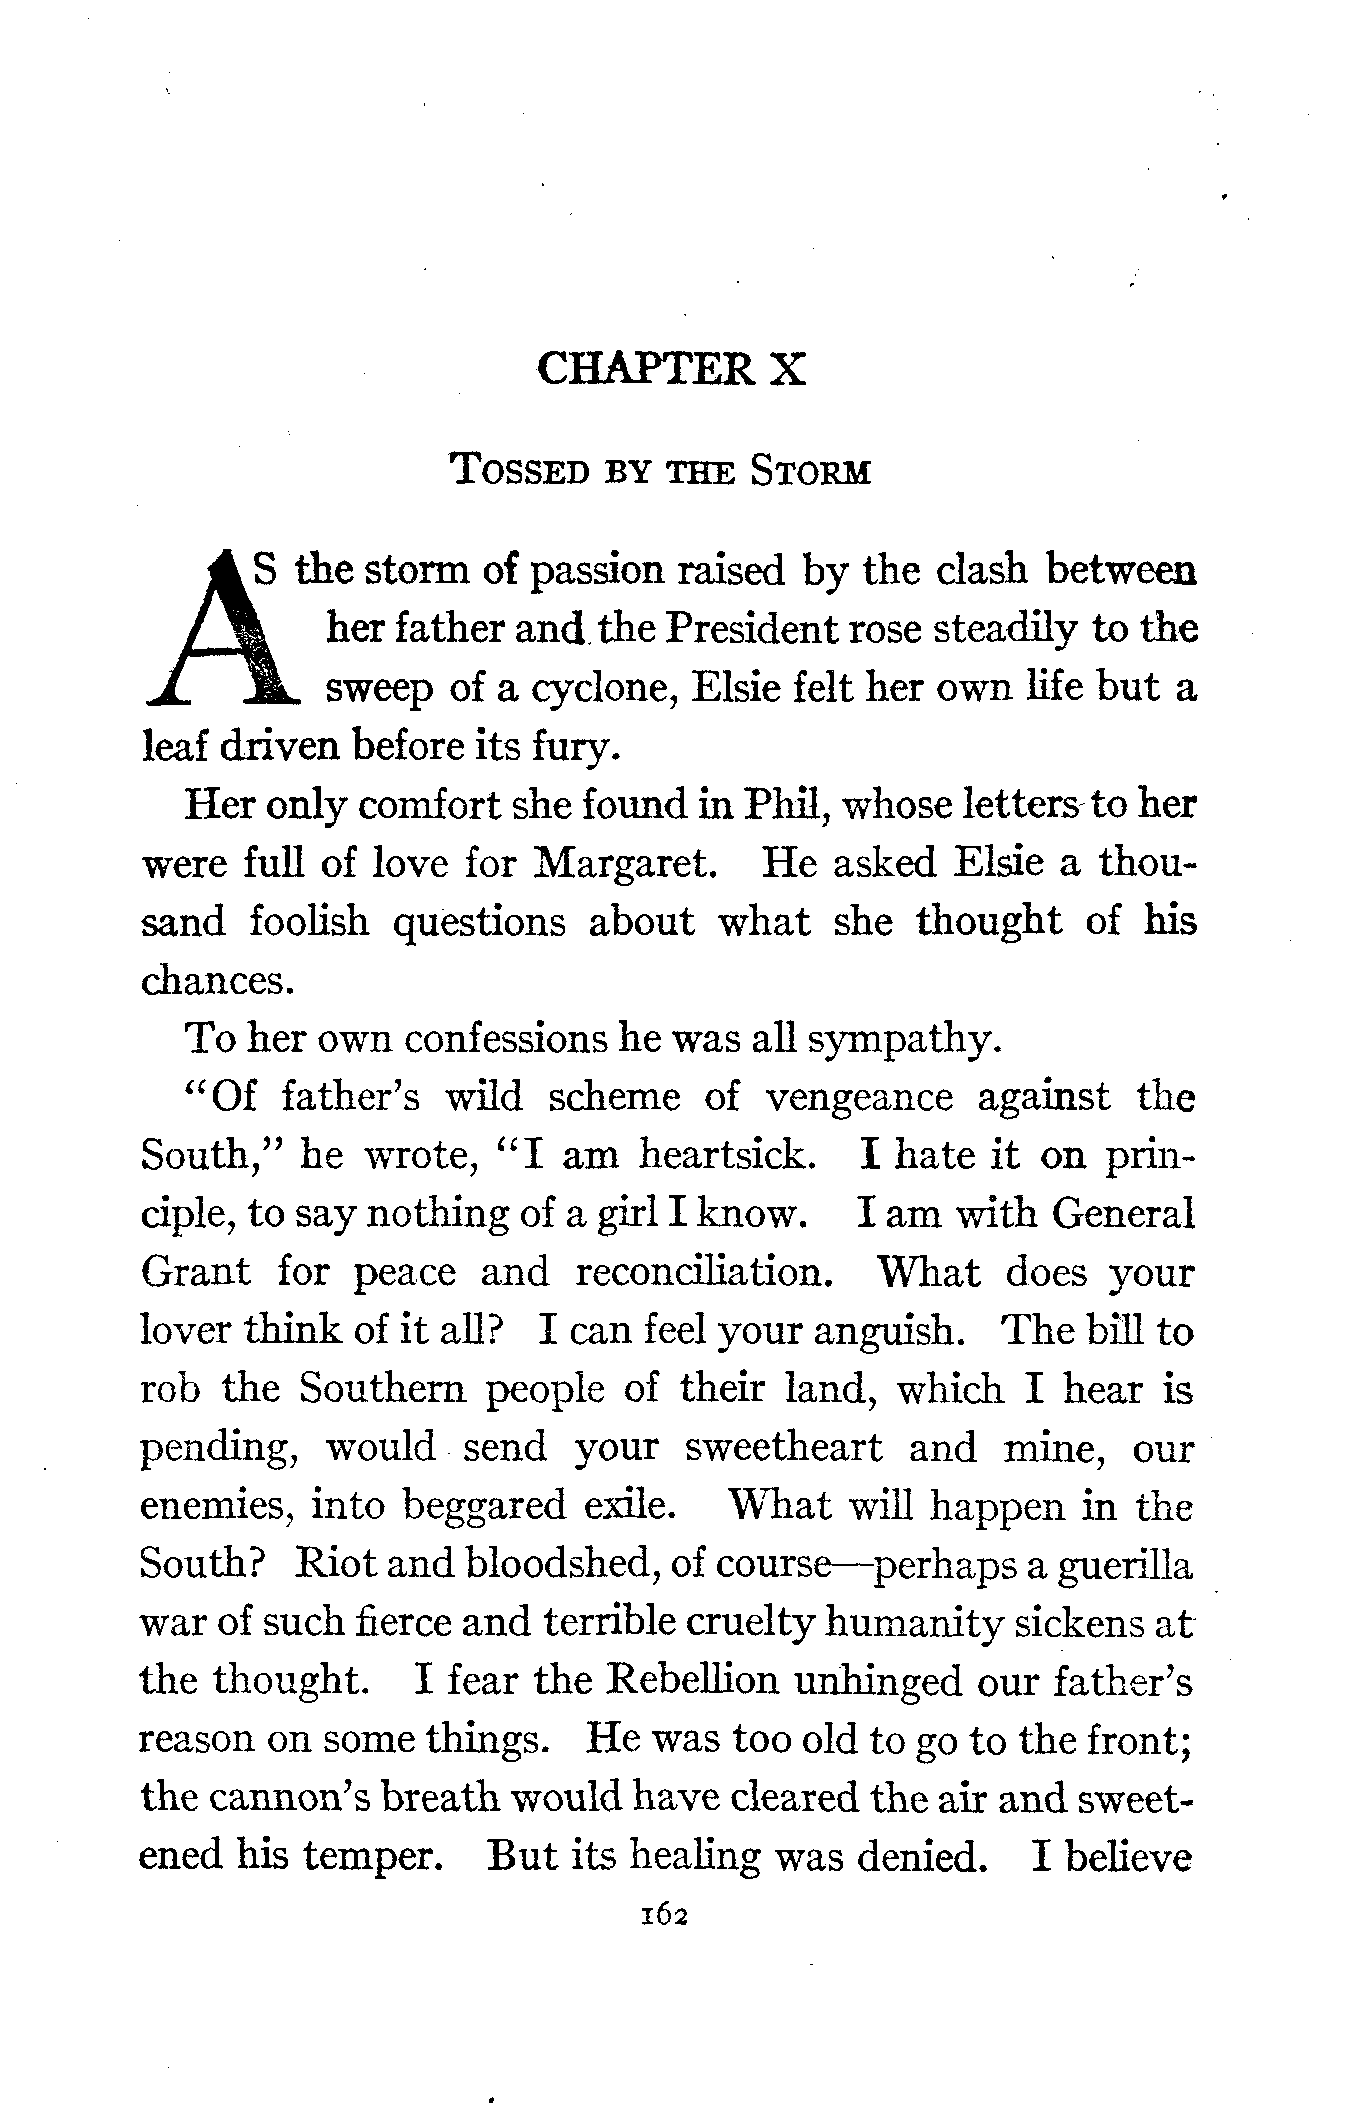 CHAPTER X
TOSSED BY THE STORM
AS the storm of passion raised by the clash between
her father and the President rose steadily to the
sweep of a cyclone, Elsie felt her own life but a
leaf driven before its fury.
Her only comfort she found in Phil, whose letters to her
were full of love for Margaret. He asked Elsie a thou-
sand foolish questions about what she thought of his
chances.
To her own confessions he was all sympathy.
“Of father’s wild scheme of vengeance against the
South,” he wrote, “I am heartsick. I hate it on prin-
ciple, to say nothing of a girl I know. I am with General
Grant for peace and reconciliation. What does your
lover think of it all? I can feel your anguish. The bill to
rob the Southern people of their land, which I hear is
pending, would send your sweetheart and mine, our
enemies, into beggared exile. What will happen in the
South? Riot and bloodshed, of course—perhaps a guerilla
war of such fierce and terrible cruelty humanity sickens at
the thought. I fear the Rebellion unhinged our father’s
reason on some things. He was too old to go to the front;
the cannon’s breath would have cleared the air and sweet-
ened his temper. But its healing was denied. I believe
162